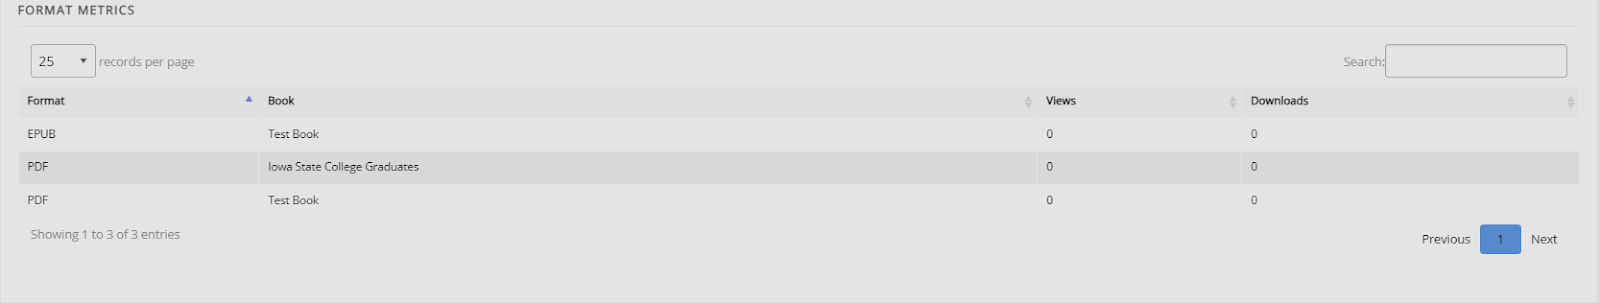 FORMAT METRICS
25 records per page Search:
Format Book Views Downloads
EPUB Test Book 0 0
PDF Iowa State College Graduates 0 0
PDF Test Book 0 0
Showing 1 to 3 of 3 entries
Previous 1 Next